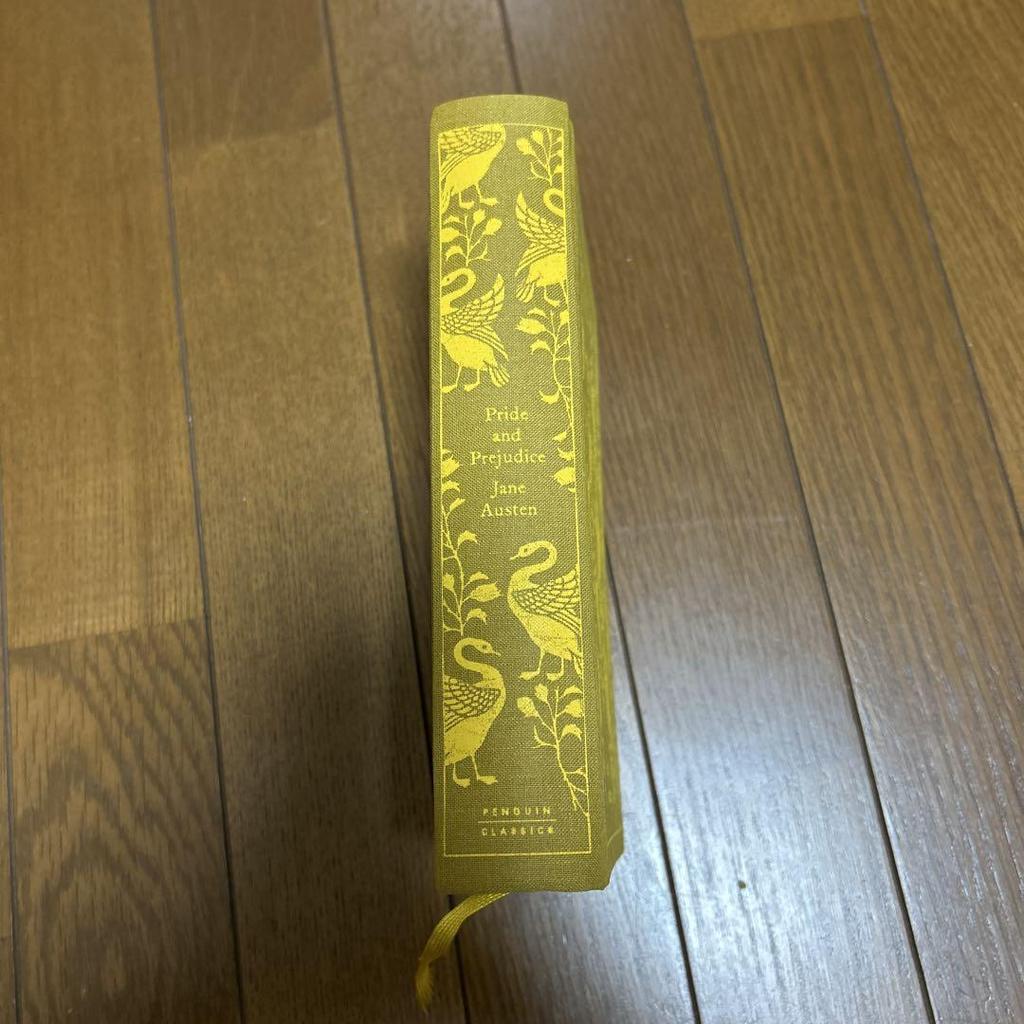 Pride
and
Prejudice
Jane
Austen
PENGUIN
CLASSICS